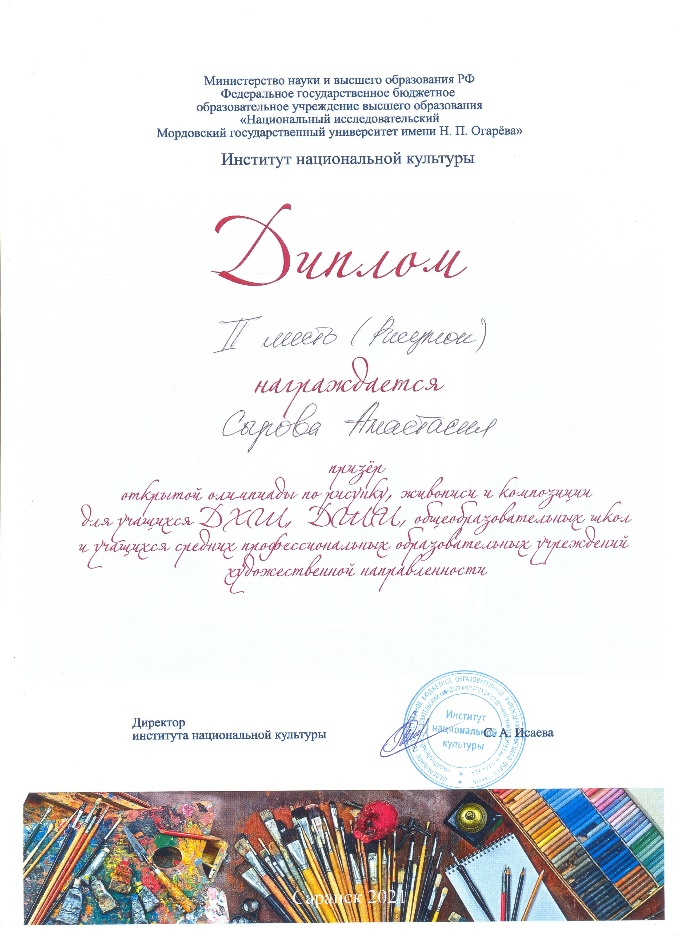 Министерство науки и высшего образования РФ
Федеральное государственное бюджетное
образовательное учреждение высшего образования
«Национальный исследовательский
Мордовский государственный университет имени Н. П. Огарёва»
Институт национальной культуры
Диплом
II место (Рисунок)
награждается
Сырова Анастасия
призёр
открытой олимпиады по рисунку, живописи и композиции
для учащихся ДХШ, ДШИ, общеобразовательных школ
и учащихся средних профессиональных образовательных учреждений
художественной направленности
Директор
института национальной культуры
С. А. Исаева
Институт
национальной
культуры
Саранск 2021